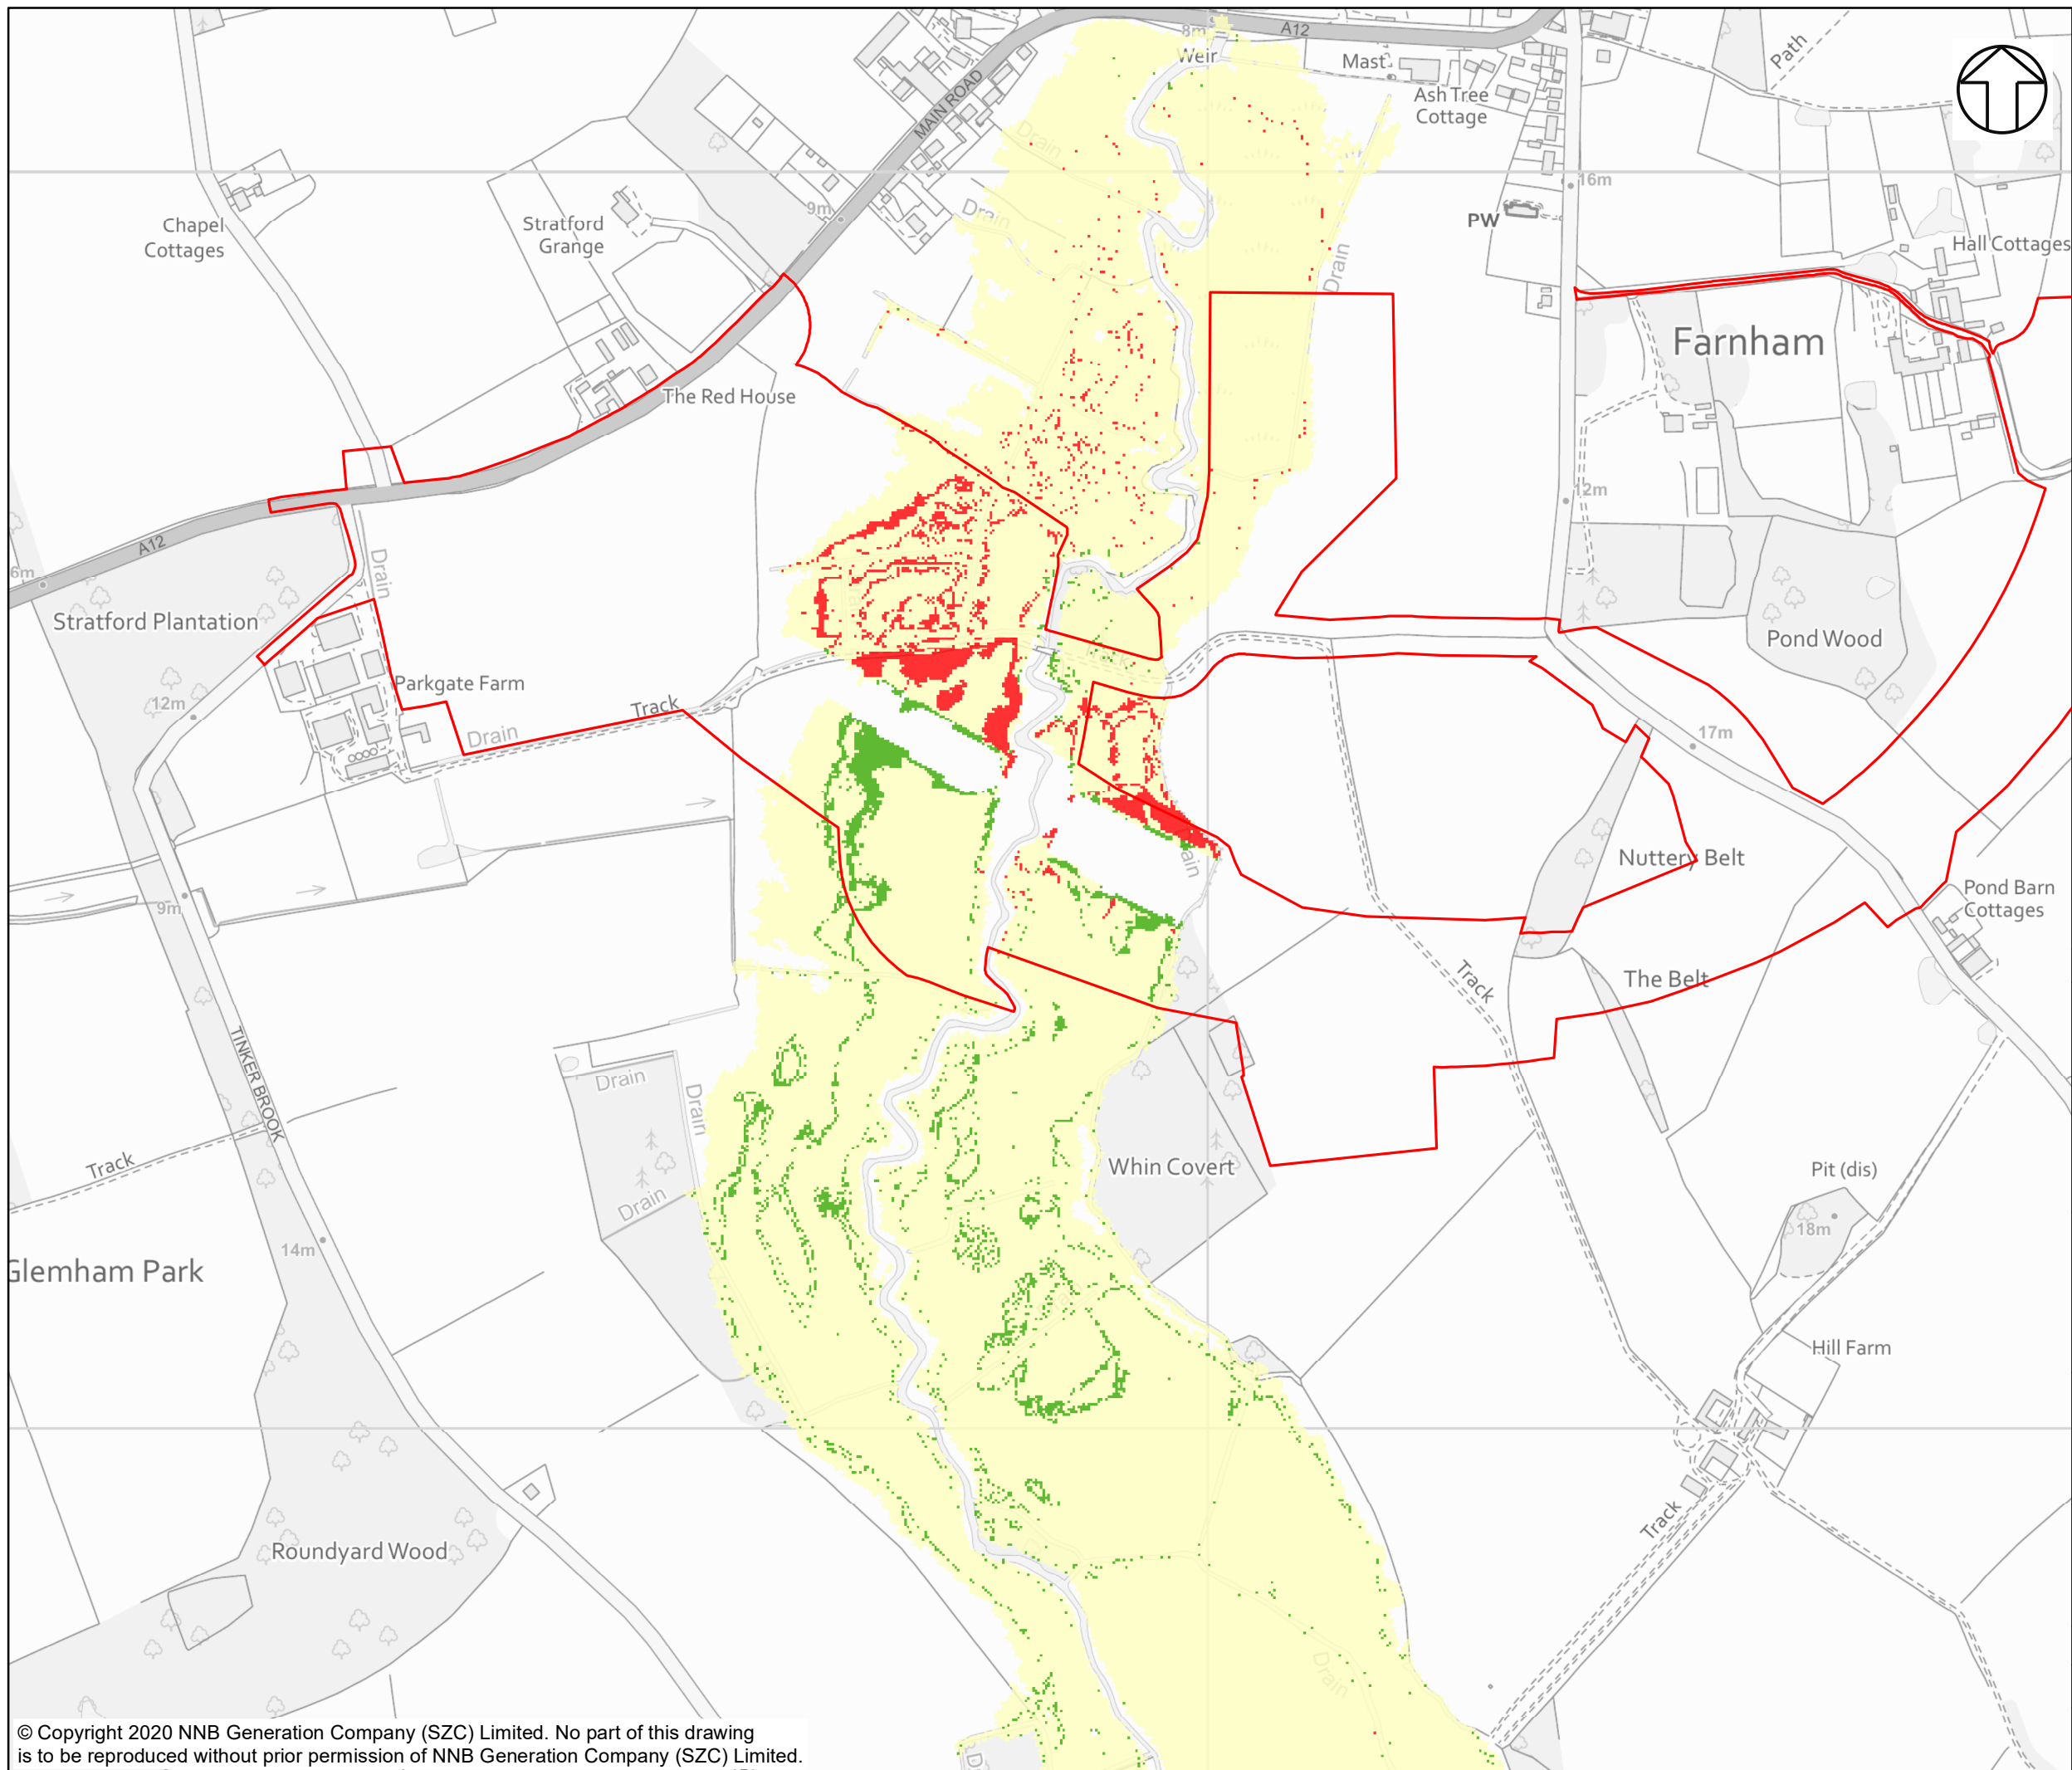 A12
8m
Weir
Mast
Path
Ash Tree
Cottage
MAIN ROAD
Drain
16m
Chapel
Cottages
9m
Drain
PW
Stratford
Grange
Hall Cottages
Drain
Farnham
The Red House
12m
A12
6m
Drain
Stratford Plantation
Pond Wood
Track
Parkgate Farm
12m
Track
Drain
17m
Nuttery Belt
9m
Pond Barn
Cottages
Track
The Belt
TINKER BROOK
Drain
Drain
Whin Covert
Track
Pit (dis)
Drain
18m
14m
Glemham Park
Hill Farm
Track
Roundyard Wood
Drain
© Copyright 2020 NNB Generation Company (SZC) Limited. No part of this drawing
is to be reproduced without prior permission of NNB Generation Company (SZC) Limited.